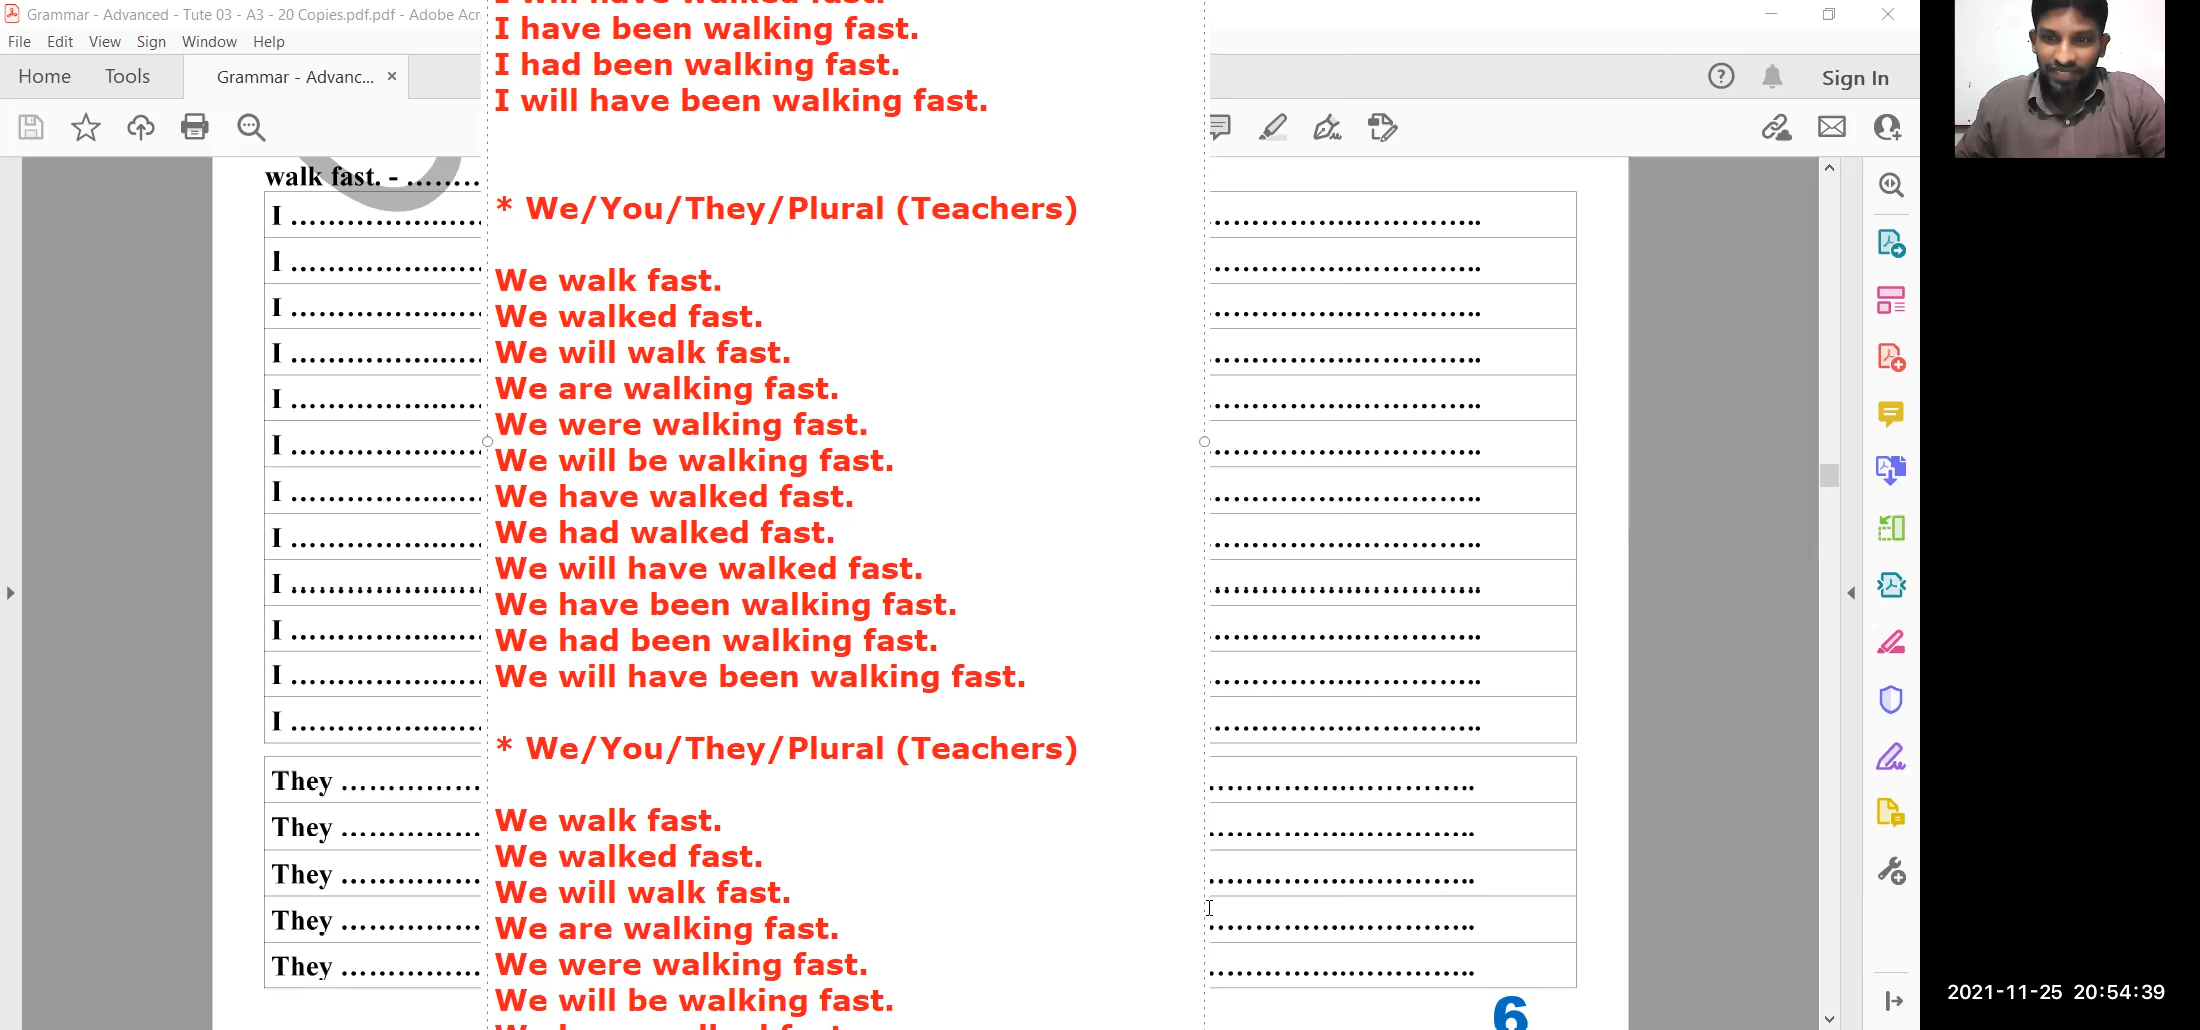 Grammar - Advanced - Tute 03 - A3 - 20 Copies.pdf.pdf - Adobe Acr
File Edit View Sign Window Help
Home Tools Grammar - Advanc... × Sign In
I will have walked fast.
I have been walking fast.
I had been walking fast.
I will have been walking fast.
walk fast. - ………
* We/You/They/Plural (Teachers)
We walk fast.
We walked fast.
We will walk fast.
We are walking fast.
We were walking fast.
We will be walking fast.
We have walked fast.
We had walked fast.
We will have walked fast.
We have been walking fast.
We had been walking fast.
We will have been walking fast.
* We/You/They/Plural (Teachers)
We walk fast.
We walked fast.
We will walk fast.
We are walking fast.
We were walking fast.
We will be walking fast.
I ………………
I ………………
I ………………
I ………………
I ………………
I ………………
I ………………
I ………………
I ………………
I ………………
I ………………
I ………………
They ……………
They ……………
They ……………
They ……………
They ……………
6
2021-11-25 20:54:39